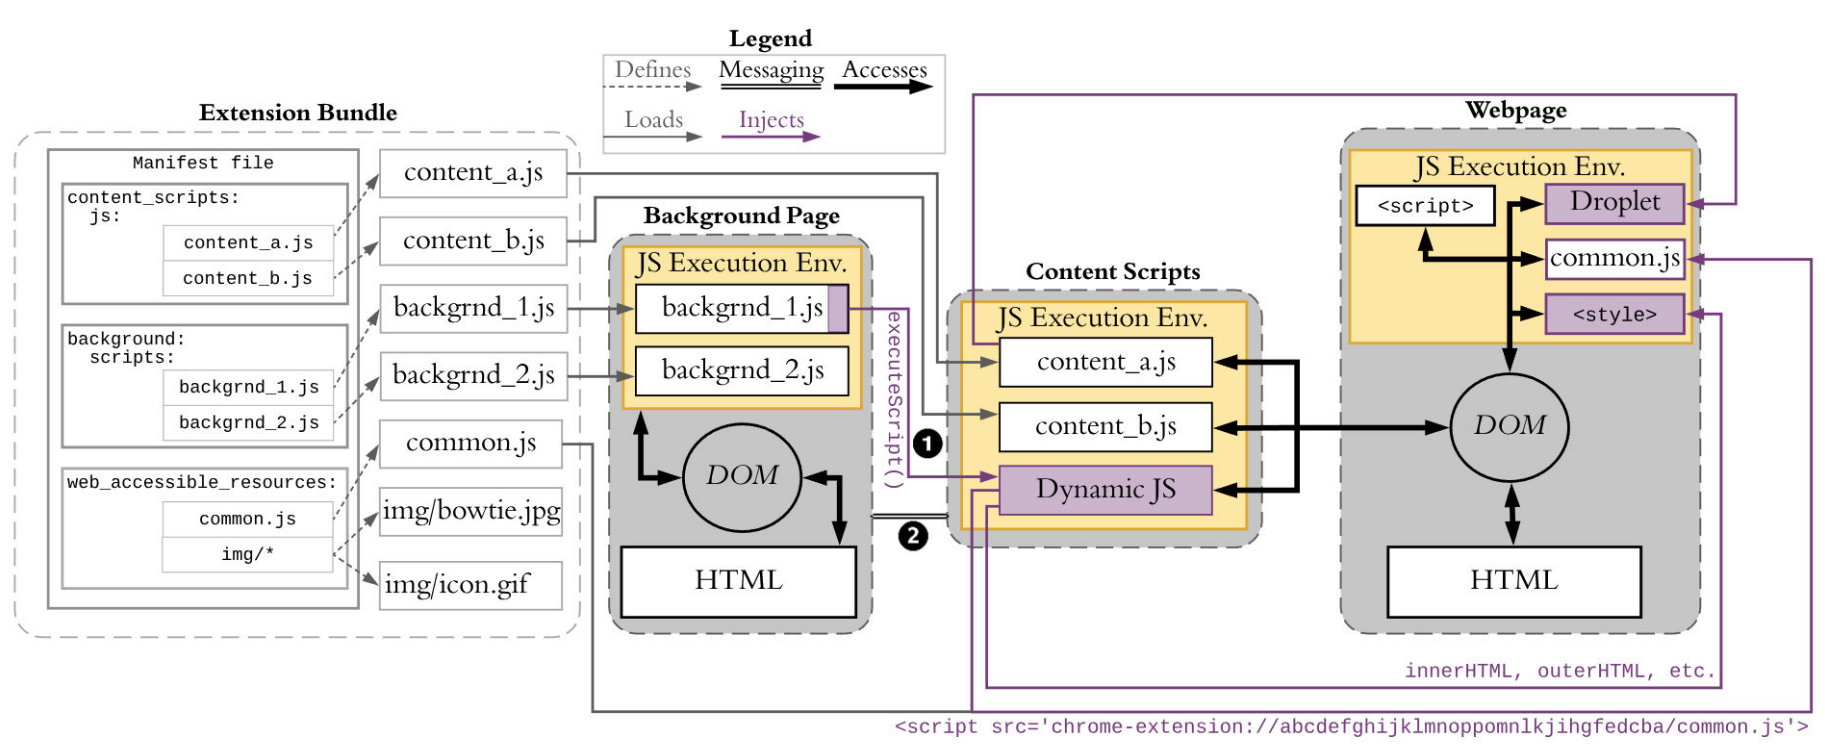 Legend
Defines
Messaging
Accesses
Loads
Injects
Extension Bundle
Manifest file
content_scripts:
js:
content_a.js
content_b.js
background:
scripts:
backgrnd_1.js
backgrnd_2.js
web_accessible_resources:
common.js
img/*
content_a.js
content_b.js
backgrnd_1.js
backgrnd_2.js
common.js
img/bowtie.jpg
img/icon.gif
Background Page
JS Execution Env.
backgrnd_1.js
backgrnd_2.js
DOM
HTML
executeScript()
1
2
Content Scripts
JS Execution Env.
content_a.js
content_b.js
Dynamic JS
Webpage
JS Execution Env.
<script>
Droplet
common.js
<style>
DOM
HTML
innerHTML, outerHTML, etc.
<script src='chrome-extension://abcdefghijklmnoppomnlkjihgfedcba/common.js'>